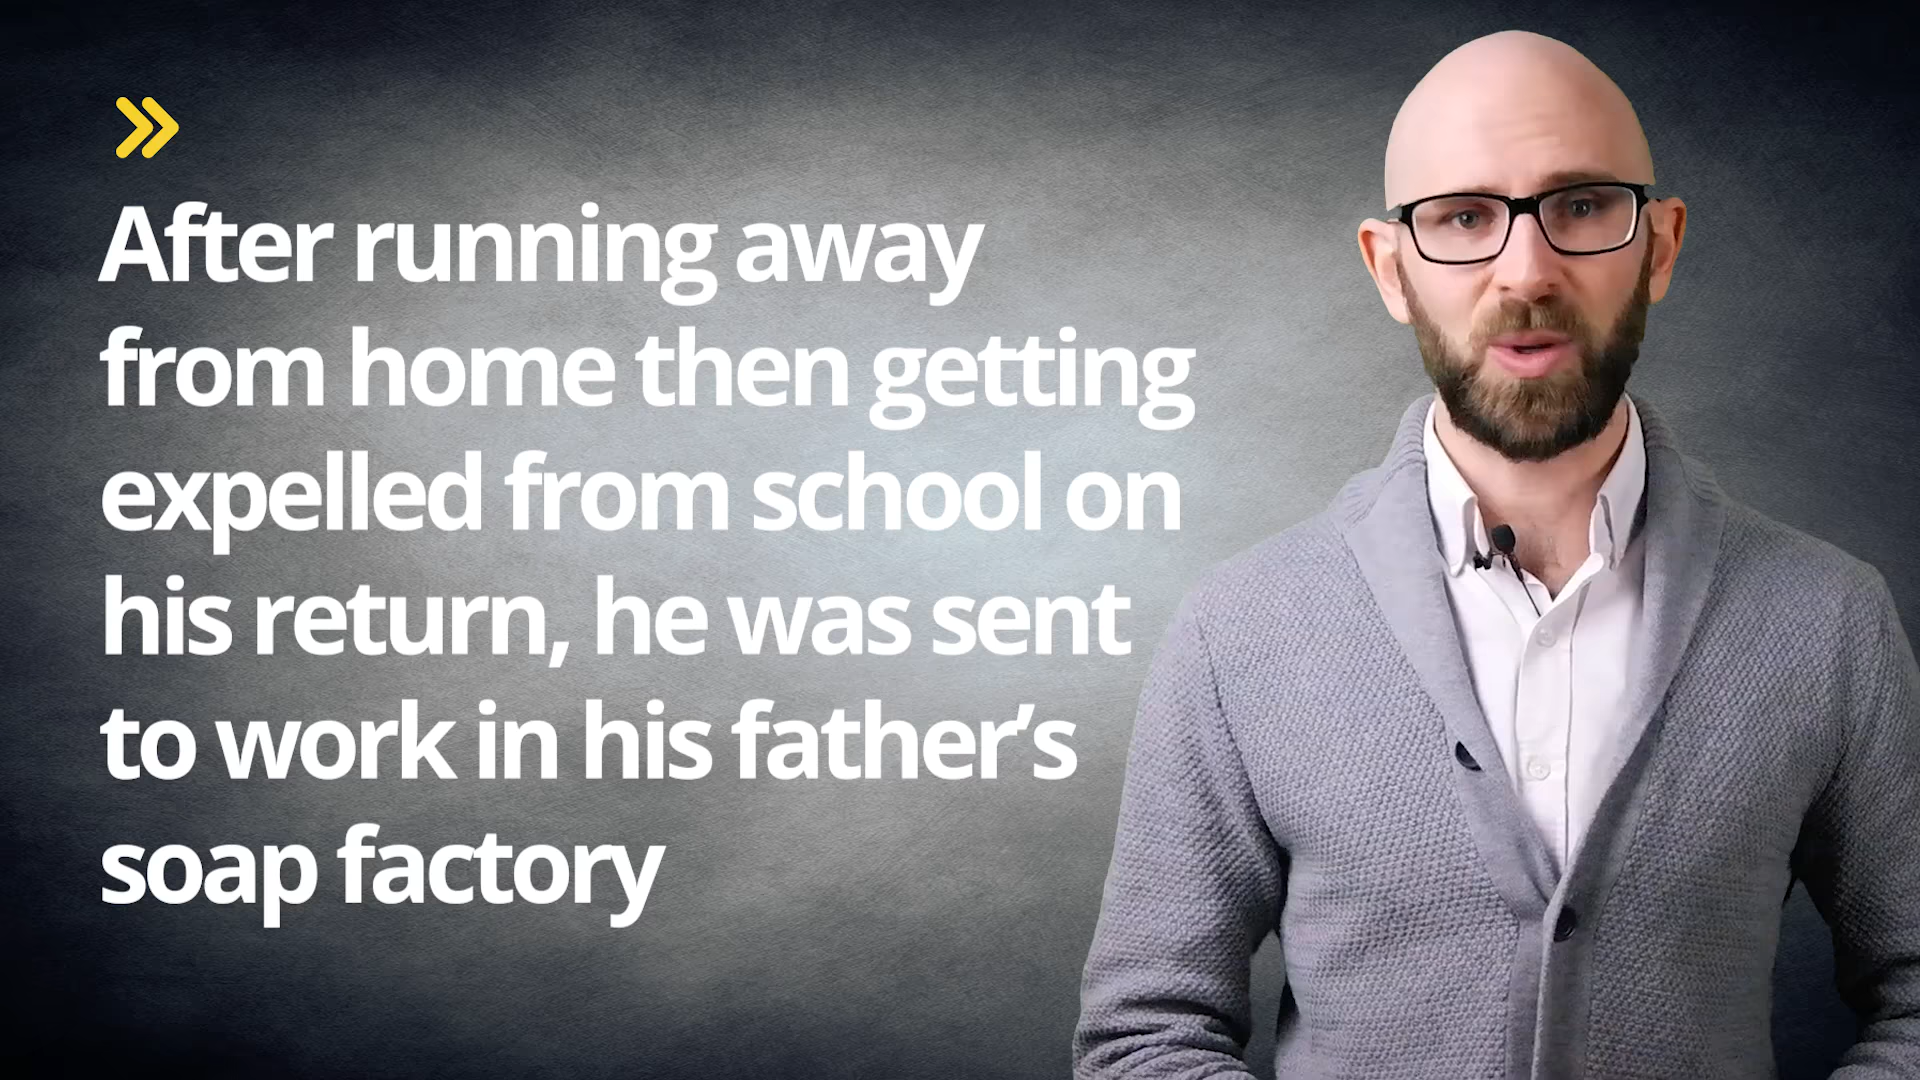 After running away
from home then getting
expelled from school on
his return, he was sent
to work in his father’s
soap factory